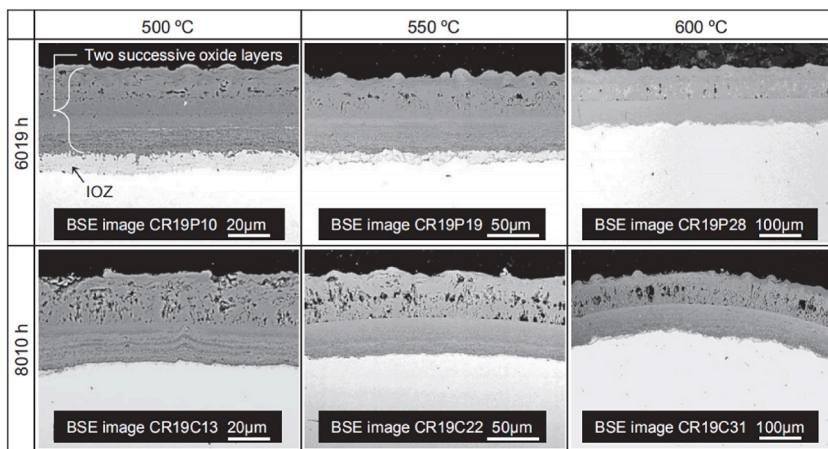 500 ºC
550 ºC
600 ºC
6019 h
Two successive oxide layers
IOZ
BSE image CR19P10 20µm
BSE image CR19P19 50µm
BSE image CR19P28 100µm
8010 h
BSE image CR19C13 20µm
BSE image CR19C22 50µm
BSE image CR19C31 100µm